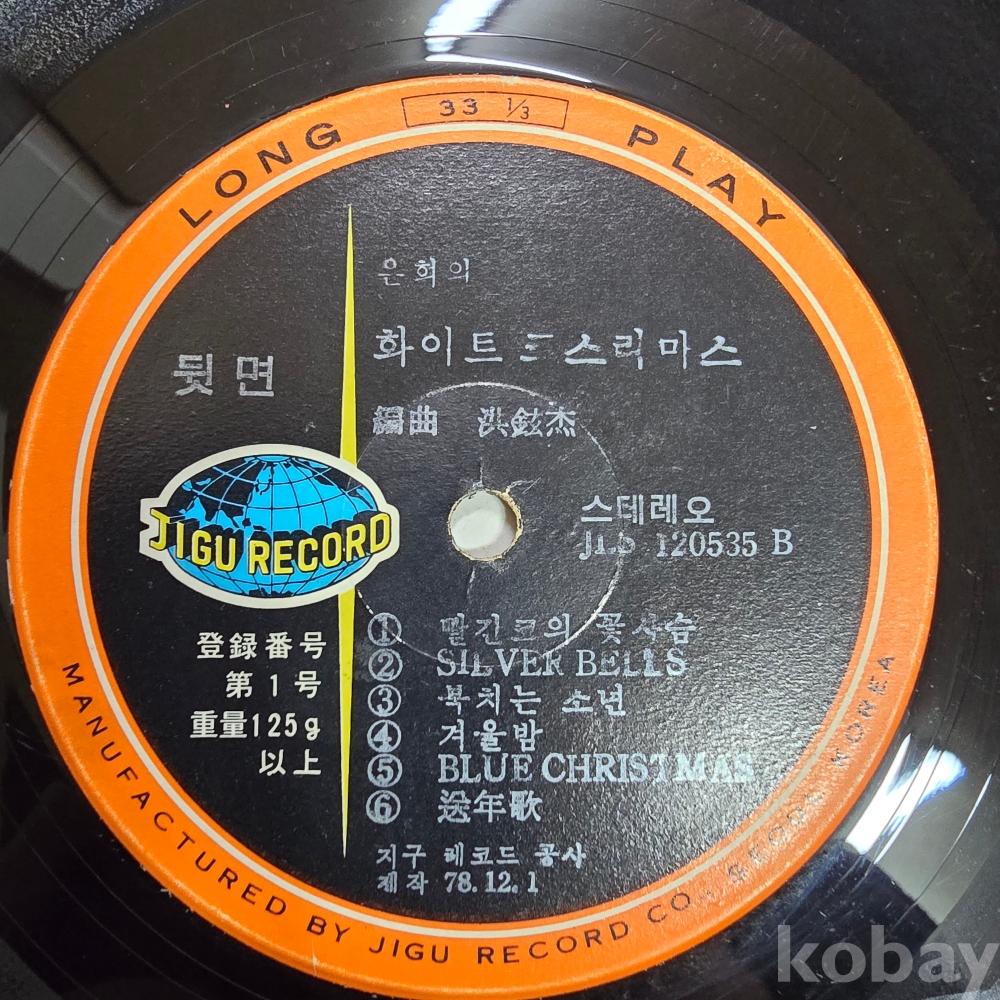 LONG PLAY
33 1/3
은희의
화이트 크스리마스
뒷면
編曲 洪鉉杰
JIGU RECORD
스테레오
JLS 120535 B
登録番号
第1号
重量125g
以上
① 빨간코의 꽃사슴
② SILVER BELLS
③ 북치는 소년
④ 겨울밤
⑤ BLUE CHRISTMAS
⑥ 送年歌
지구 레코드 공사
제작 78.12.1
MANUFACTURED BY JIGU RECORD CO., SEOUL KOREA
kobay